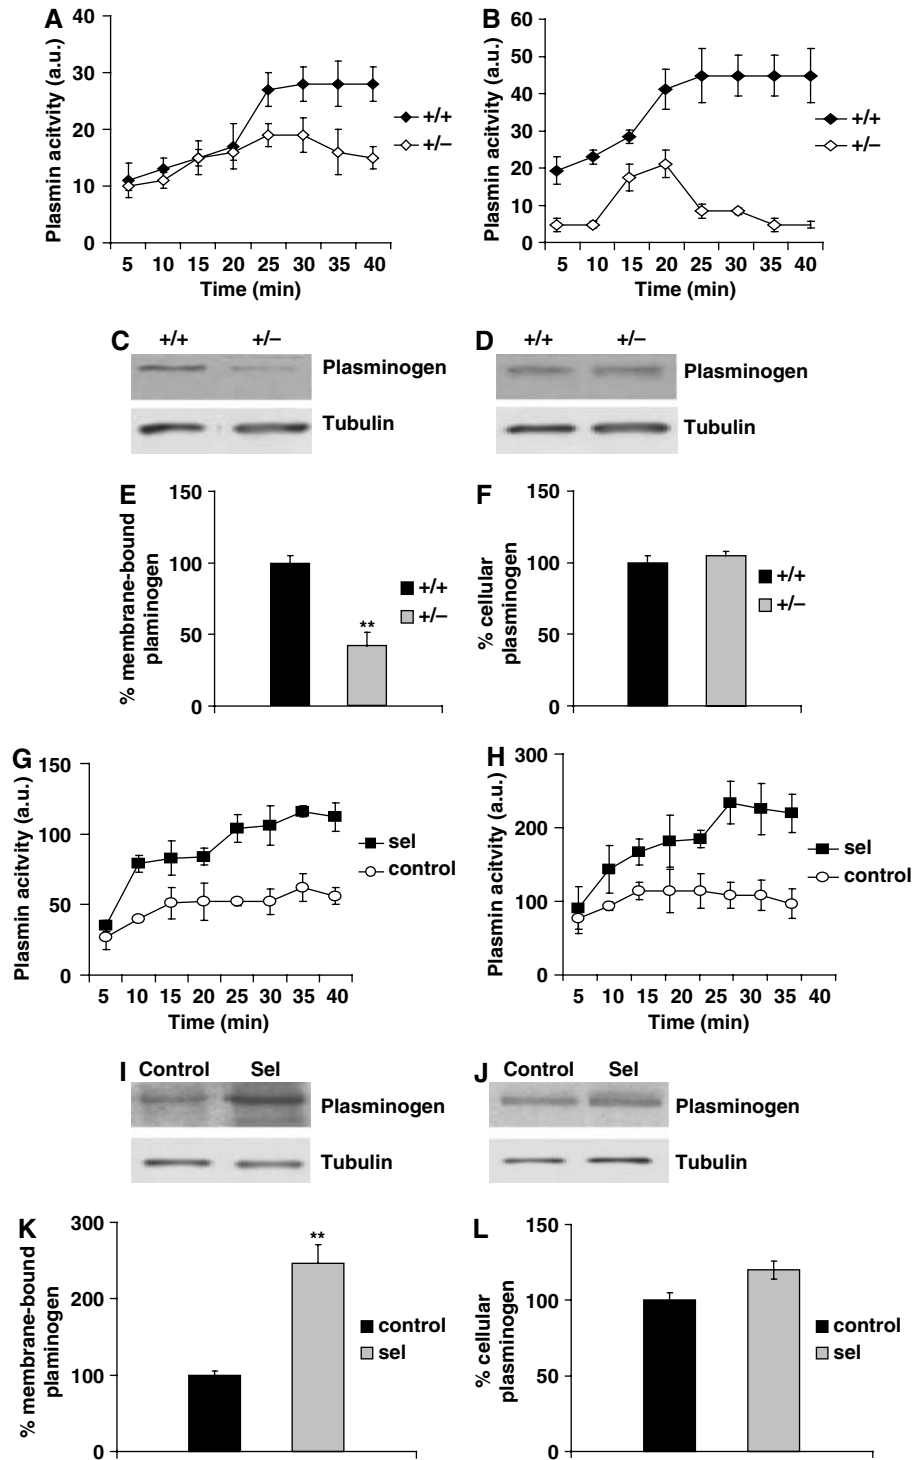 A
Plasmin acitvity (a.u.)
40
30
20
10
0
5 10 15 20 25 30 35 40
Time (min)
+/+
+/−
B
Plasmin acitvity (a.u.)
60
50
40
30
20
10
0
5 10 15 20 25 30 35 40
Time (min)
+/+
+/−
C
+/+ +/−
Plasminogen
Tubulin
D
+/+ +/−
Plasminogen
Tubulin
E
% membrane-bound
plaminogen
150
100
50
0
**
+/+
+/−
F
% cellular
plasminogen
150
100
50
0
+/+
+/−
G
Plasmin acitvity (a.u.)
150
100
50
0
5 10 15 20 25 30 35 40
Time (min)
sel
control
H
Plasmin acitvity (a.u.)
300
200
100
0
5 10 15 20 25 30 35 40
Time (min)
sel
control
I
Control Sel
Plasminogen
Tubulin
J
Control Sel
Plasminogen
Tubulin
K
% membrane-bound
plaminogen
300
200
100
0
**
control
sel
L
% cellular
plasminogen
150
100
50
0
control
sel